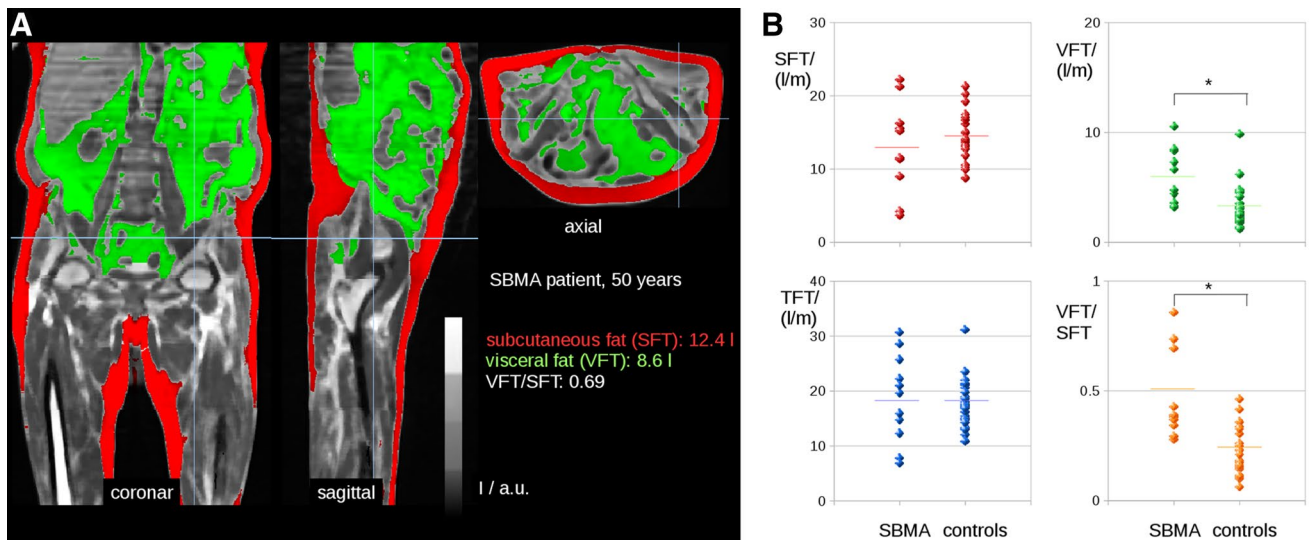 A
coronar
sagittal
axial
SBMA patient, 50 years
subcutaneous fat (SFT): 12.4 l
visceral fat (VFT): 8.6 l
VFT/SFT: 0.69
I / a.u.
B
SFT/
(l/m)
30
20
10
0
VFT/
(l/m)
20
10
0
*
TFT/
(l/m)
40
30
20
10
0
SBMA controls
VFT/
SFT
1
0.5
0
*
SBMA controls